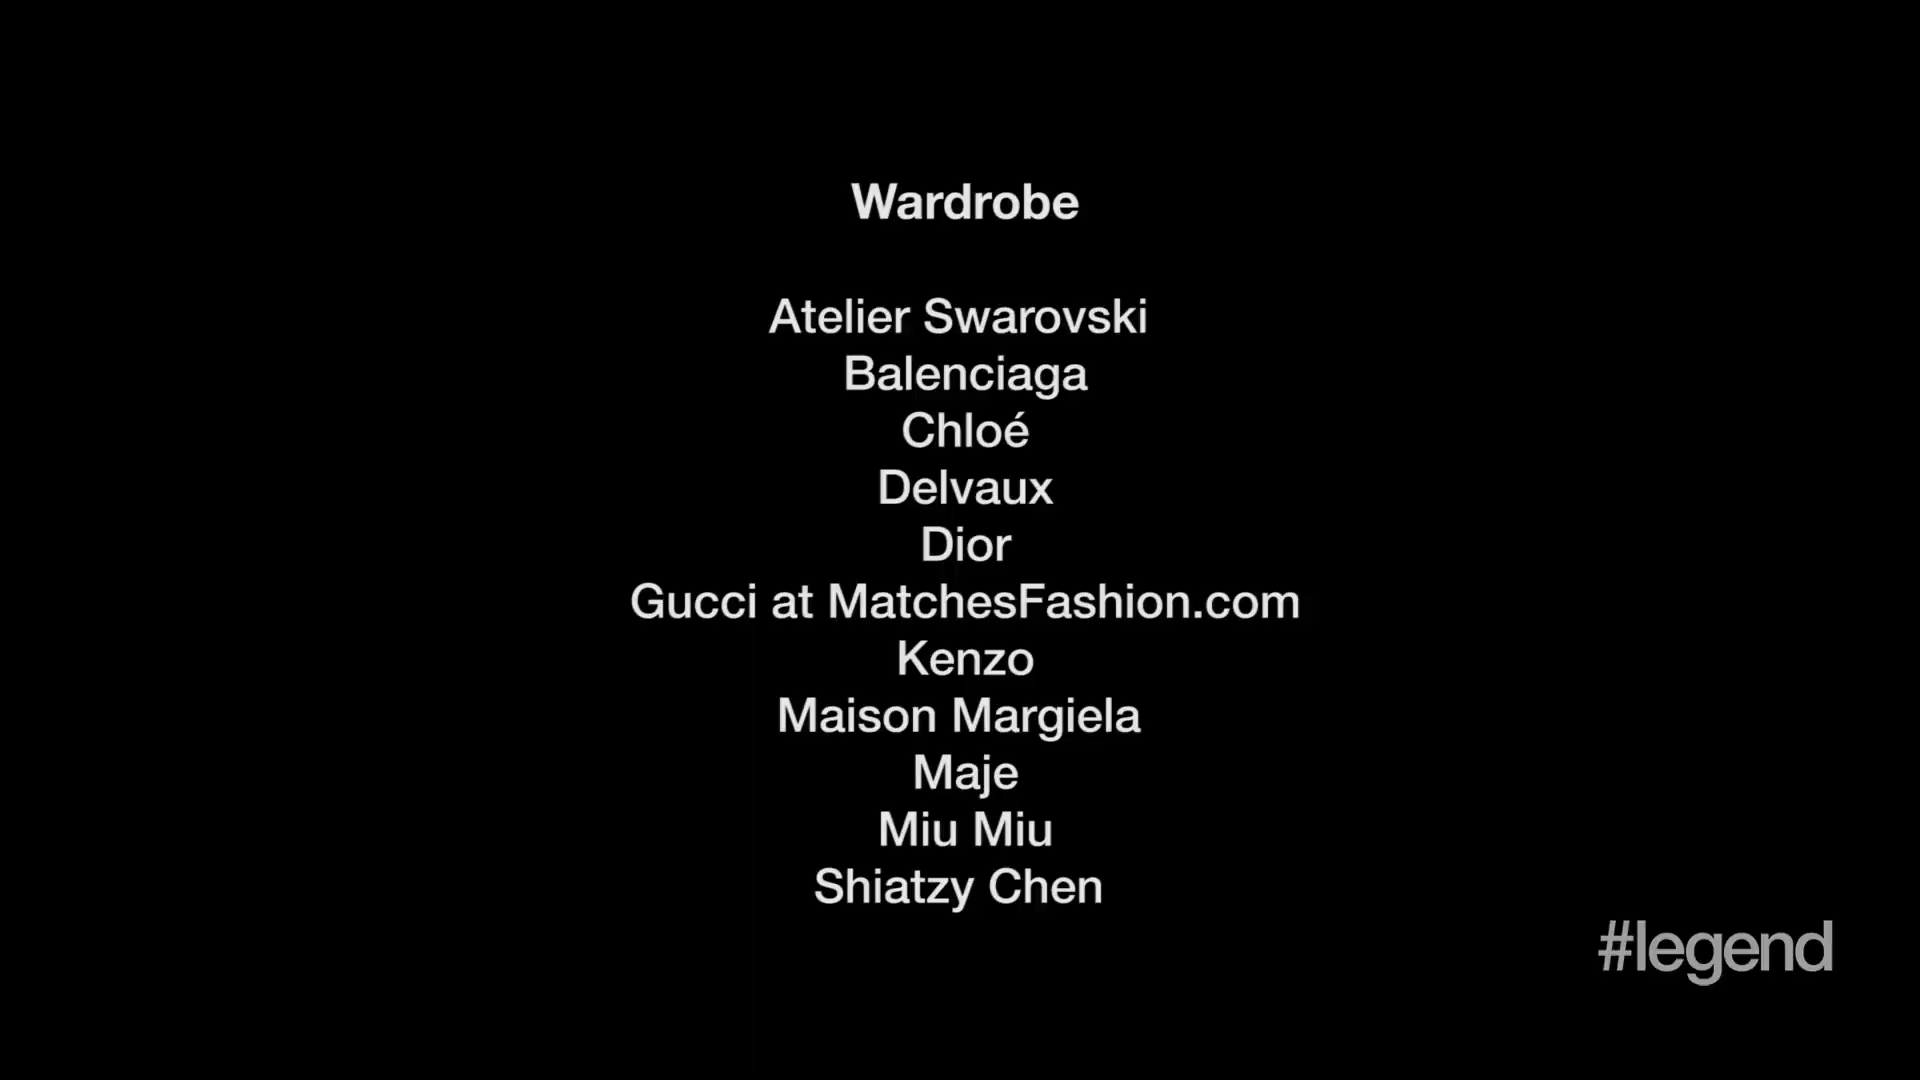 Wardrobe
Atelier Swarovski
Balenciaga
Chloé
Delvaux
Dior
Gucci at MatchesFashion.com
Kenzo
Maison Margiela
Maje
Miu Miu
Shiatzy Chen
#legend